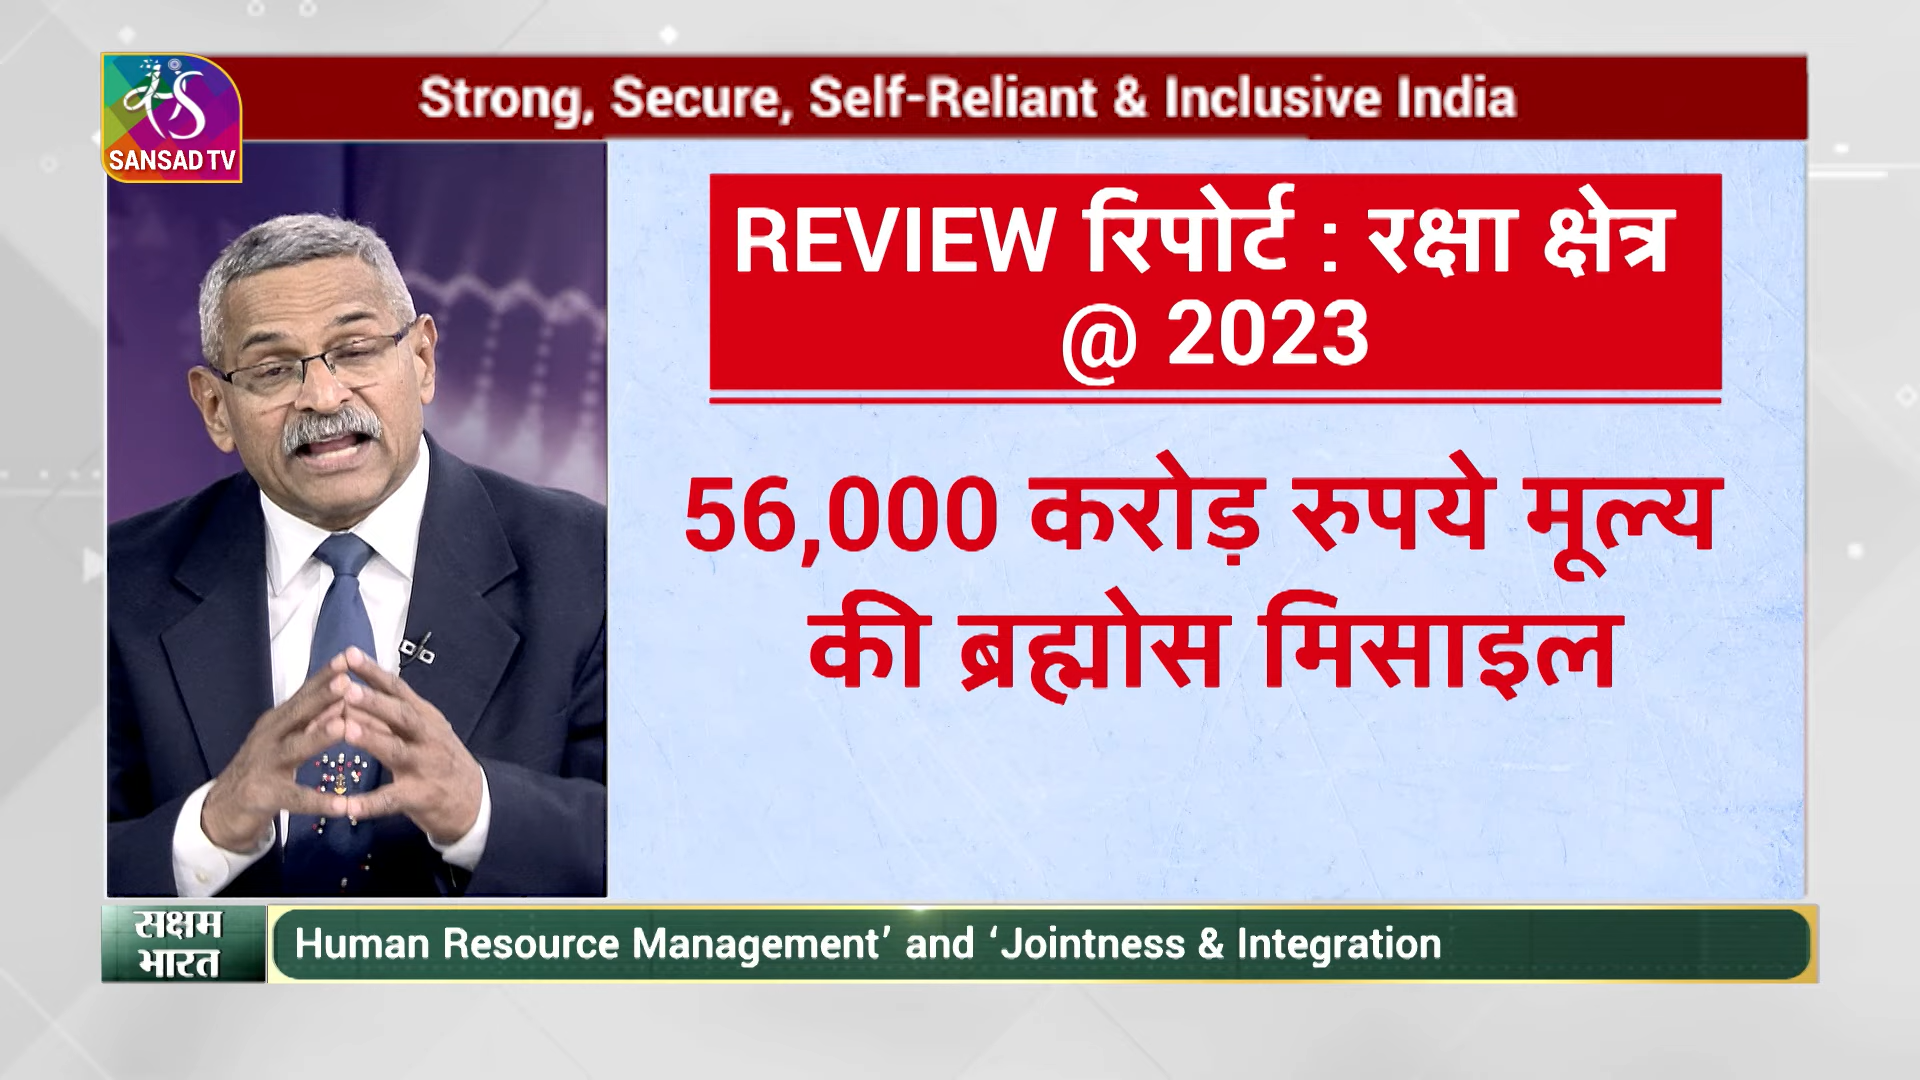 Strong, Secure, Self-Reliant & Inclusive India
SANSAD TV
REVIEW रिपोर्ट : रक्षा क्षेत्र
@ 2023
56,000 करोड़ रुपये मूल्य
की ब्रह्मोस मिसाइल
सक्षम
भारत
Human Resource Management’ and ‘Jointness & Integration